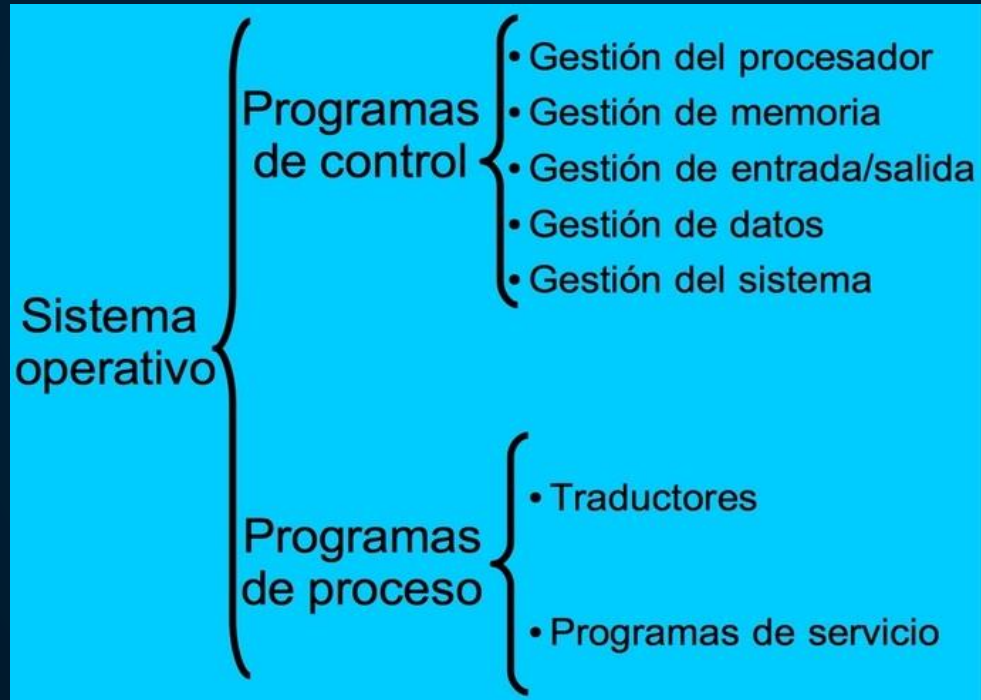 Sistema
operativo
Programas
de control
• Gestión del procesador
• Gestión de memoria
• Gestión de entrada/salida
• Gestión de datos
• Gestión del sistema
Programas
de proceso
• Traductores
• Programas de servicio